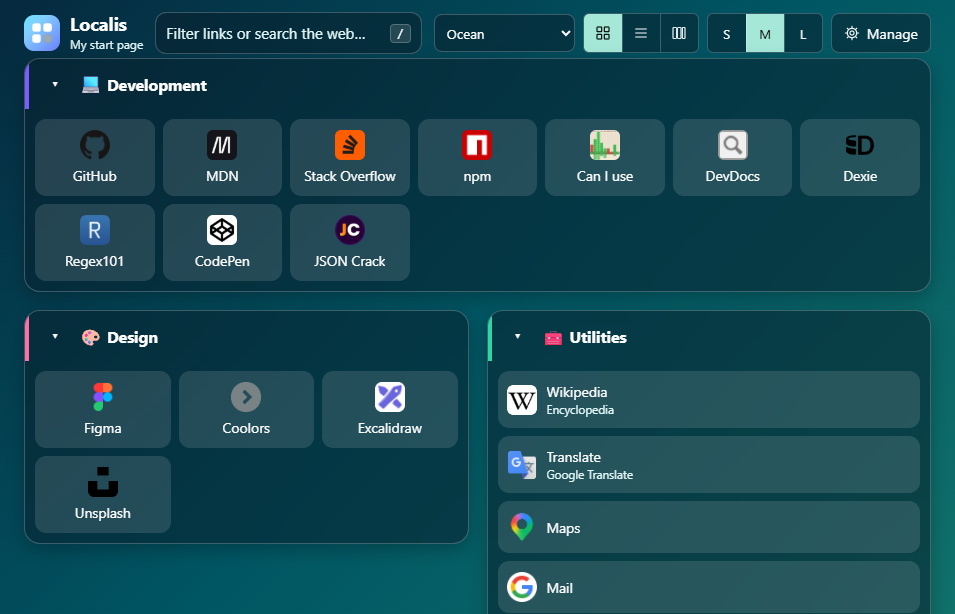 Localis
My start page
Filter links or search the web...
/
Ocean
S
M
L
Manage
Development
GitHub
MDN
Stack Overflow
npm
Can I use
DevDocs
Dexie
Regex101
CodePen
JSON Crack
Design
Figma
Coolors
Excalidraw
Unsplash
Utilities
Wikipedia
Encyclopedia
Translate
Google Translate
Maps
Mail